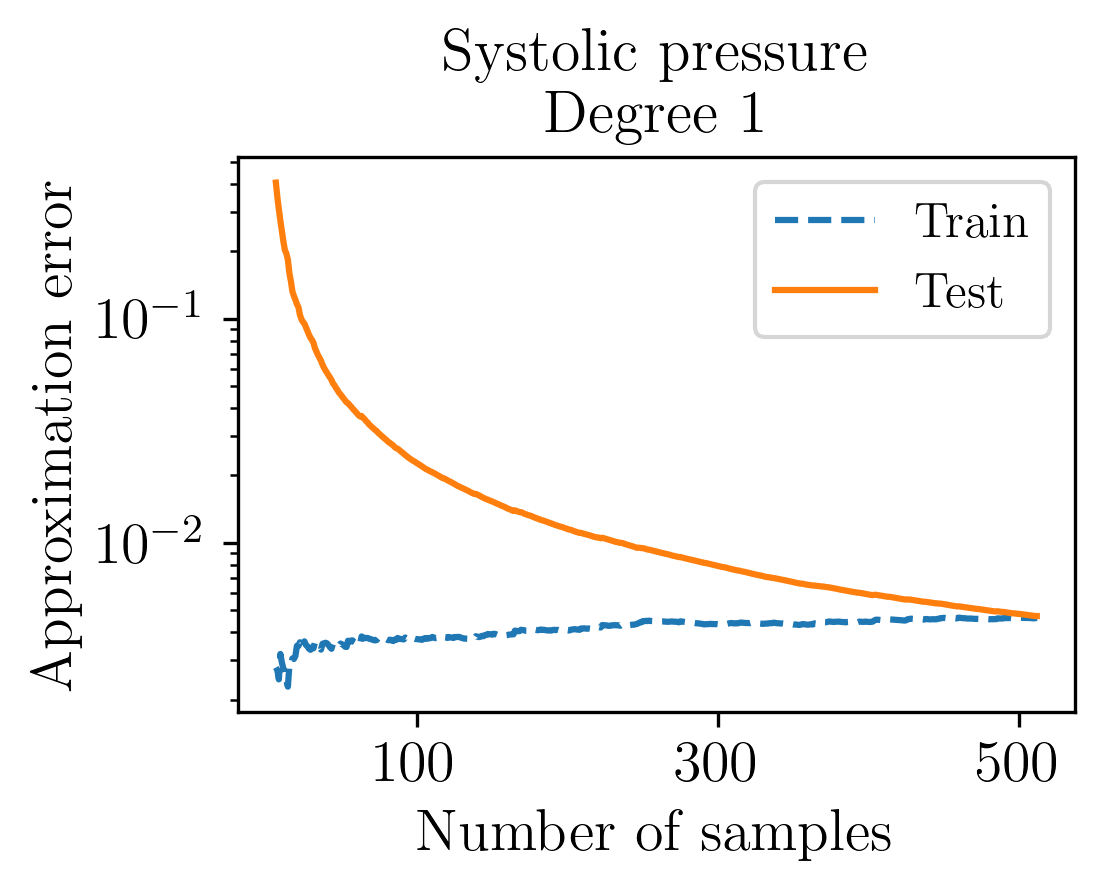 Systolic pressure
Degree 1
Train
Test
Approximation error
10⁻¹
10⁻²
100 300 500
Number of samples